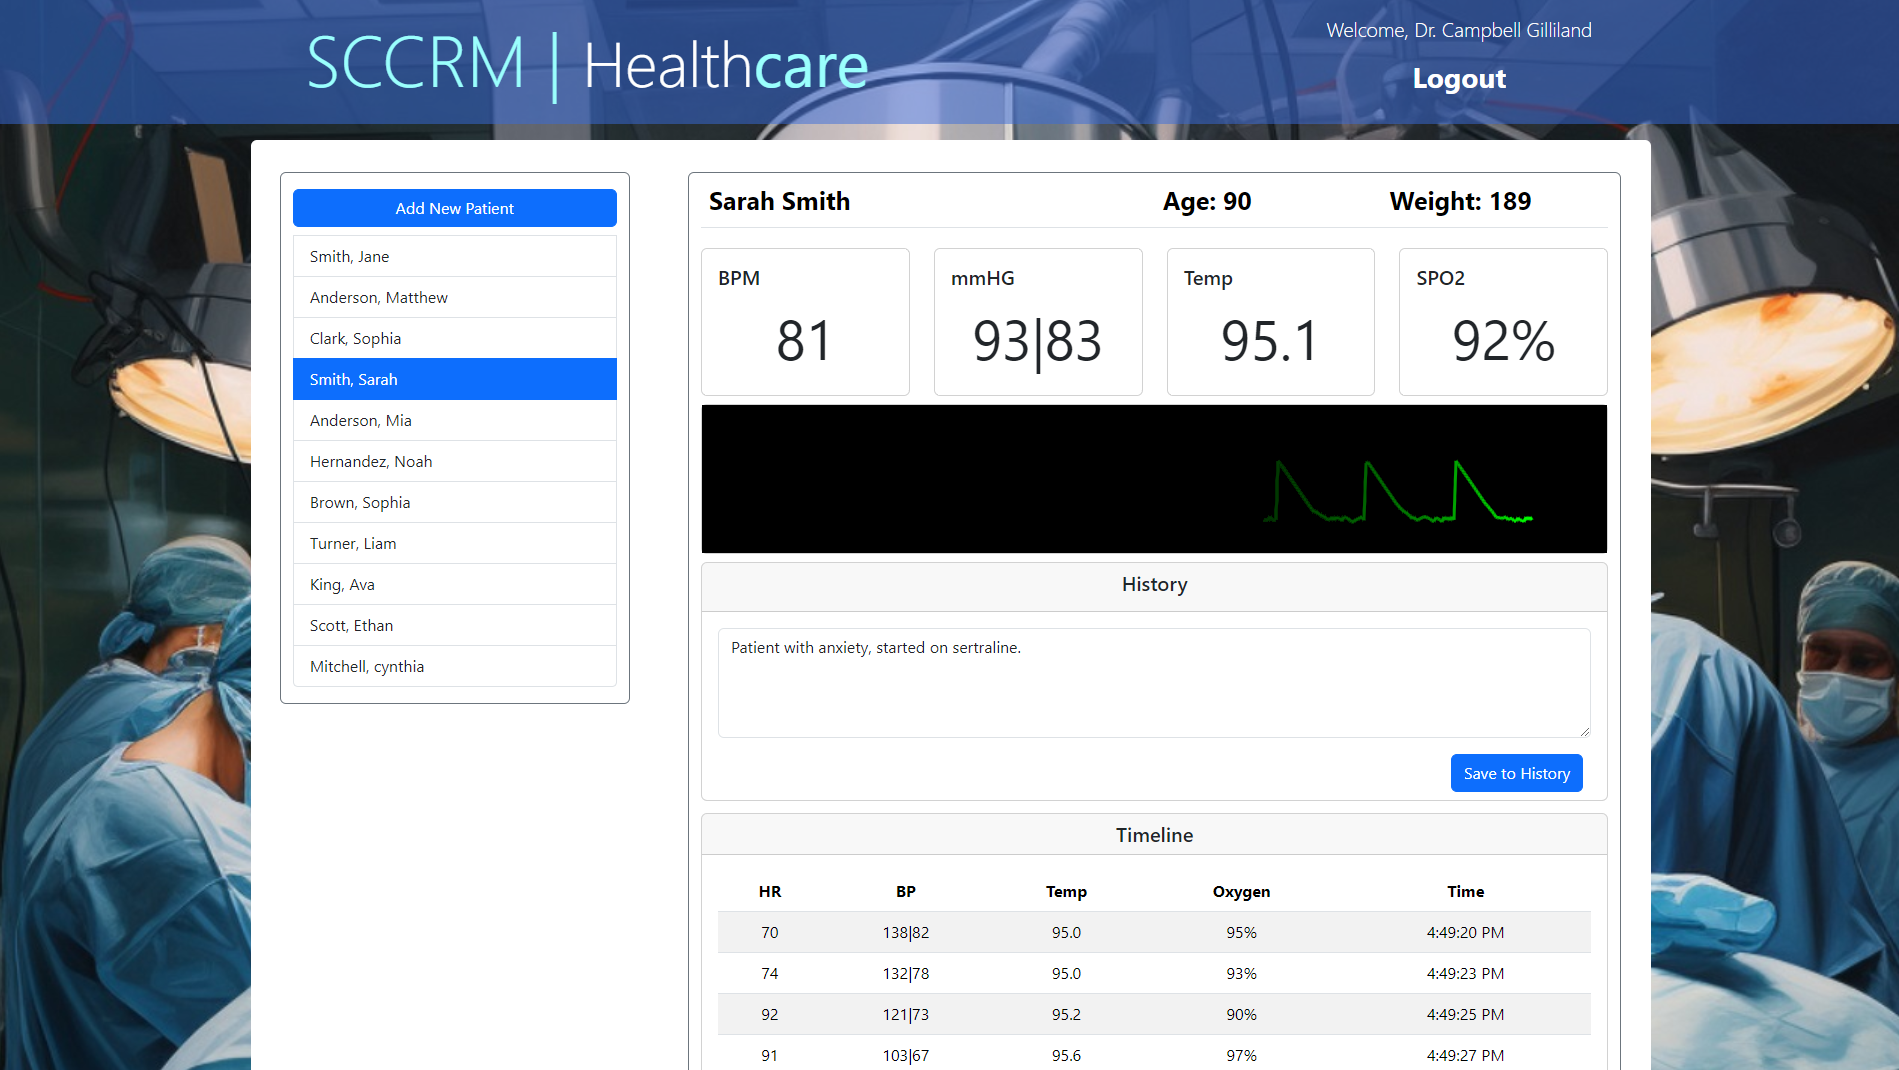 SCCRM | Healthcare
Welcome, Dr. Campbell Gilliland
Logout
Add New Patient
Smith, Jane
Anderson, Matthew
Clark, Sophia
Smith, Sarah
Anderson, Mia
Hernandez, Noah
Brown, Sophia
Turner, Liam
King, Ava
Scott, Ethan
Mitchell, cynthia
Sarah Smith Age: 90 Weight: 189
BPM mmHG Temp SPO2
81 93|83 95.1 92%
History
Patient with anxiety, started on sertraline.
Save to History
Timeline
HR BP Temp Oxygen Time
70 138|82 95.0 95% 4:49:20 PM
74 132|78 95.0 93% 4:49:23 PM
92 121|73 95.2 90% 4:49:25 PM
91 103|67 95.6 97% 4:49:27 PM